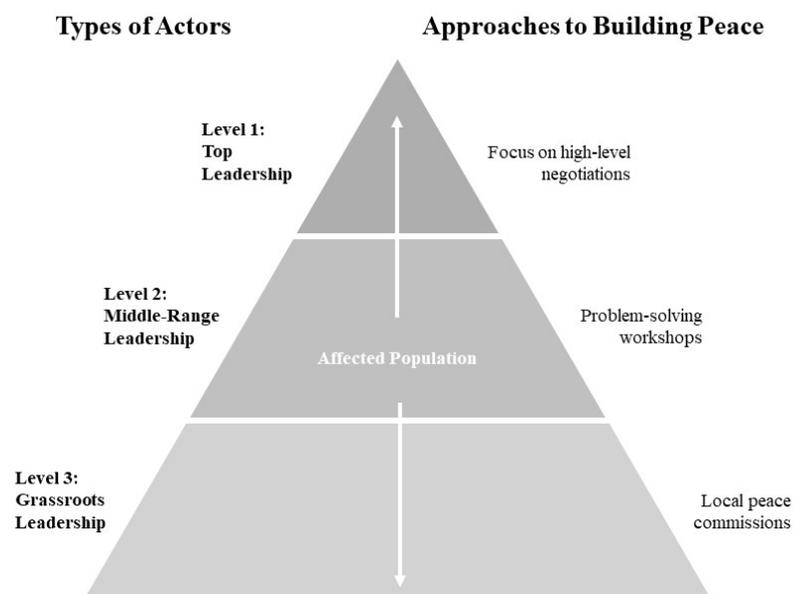 Types of Actors
Approaches to Building Peace
Level 1:
Top
Leadership
Focus on high-level
negotiations
Level 2:
Middle-Range
Leadership
Problem-solving
workshops
Affected Population
Level 3:
Grassroots
Leadership
Local peace
commissions